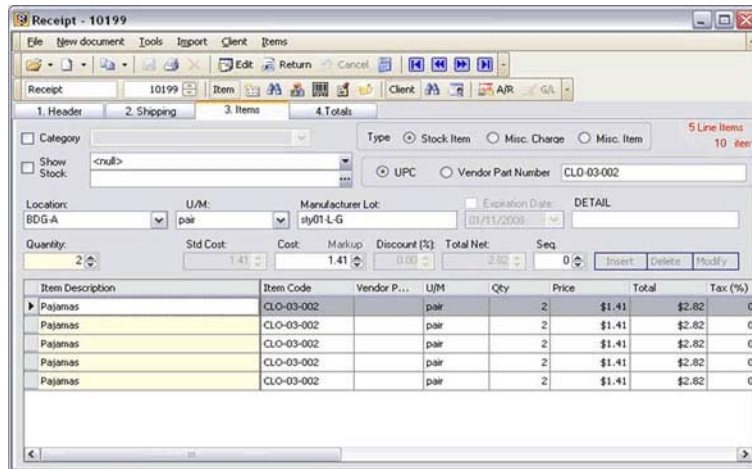 Receipt - 10199
File New document Tools Import Client Items
Edit Return Cancel
Receipt 10199 Item Client A/R G/L
1. Header 2. Shipping 3. Items 4.Totals
Category Type Stock Item Misc. Charge Misc. Item 5 Line Items
10 item
Show Stock <null> UPC Vendor Part Number CLO-03-002
...
Location: U/M: Manufacturer Lot: Expiration Date: DETAIL
BDG-A pair sty01-L-G 01/11/2008
Quantity: Std Cost: Cost: Markup Discount (%): Total Net: Seq.
2 1.41 1.41 0.00 2.82 0 Insert Delete Modify
Item Description Item Code Vendor P... U/M Qty Price Total Tax (%)
Pajamas CLO-03-002 pair 2 $1.41 $2.82 0
Pajamas CLO-03-002 pair 2 $1.41 $2.82 0
Pajamas CLO-03-002 pair 2 $1.41 $2.82 0
Pajamas CLO-03-002 pair 2 $1.41 $2.82 0
Pajamas CLO-03-002 pair 2 $1.41 $2.82 0